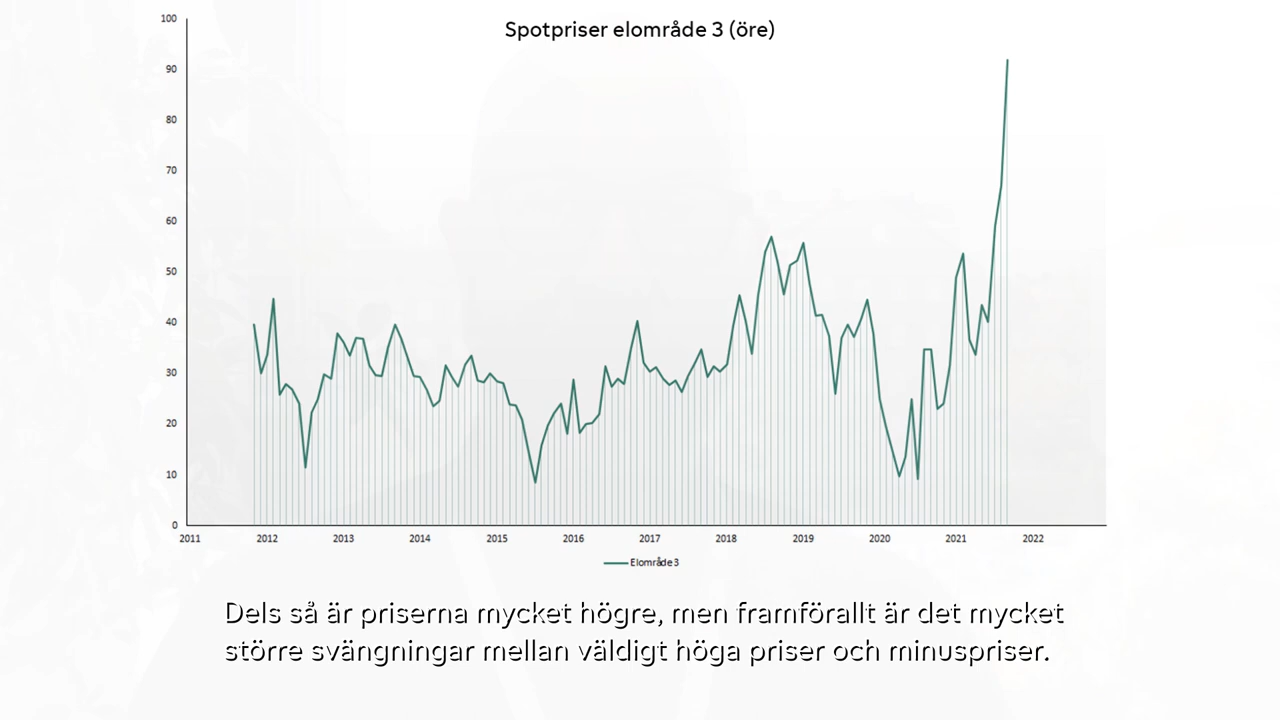 Spotpriser elområde 3 (öre)
100
90
80
70
60
50
40
30
20
10
0
2011 2012 2013 2014 2015 2016 2017 2018 2019 2020 2021 2022
Elområde3
Dels så är priserna mycket högre, men framförallt är det mycket
större svängningar mellan väldigt höga priser och minuspriser.